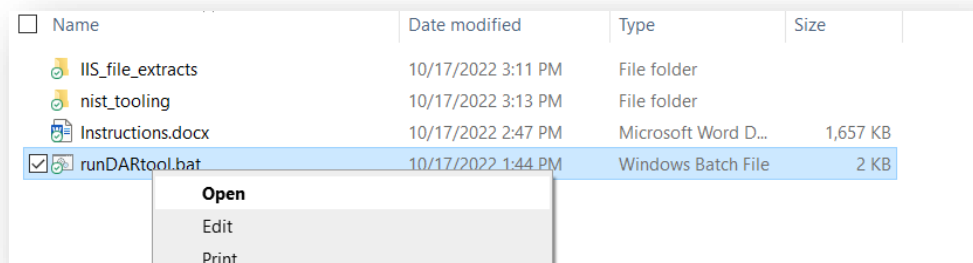 Name Date modified Type Size
IIS_file_extracts 10/17/2022 3:11 PM File folder
nist_tooling 10/17/2022 3:13 PM File folder
Instructions.docx 10/17/2022 2:47 PM Microsoft Word D... 1,657 KB
runDARtool.bat 10/17/2022 1:44 PM Windows Batch File 2 KB
Open
Edit
Print